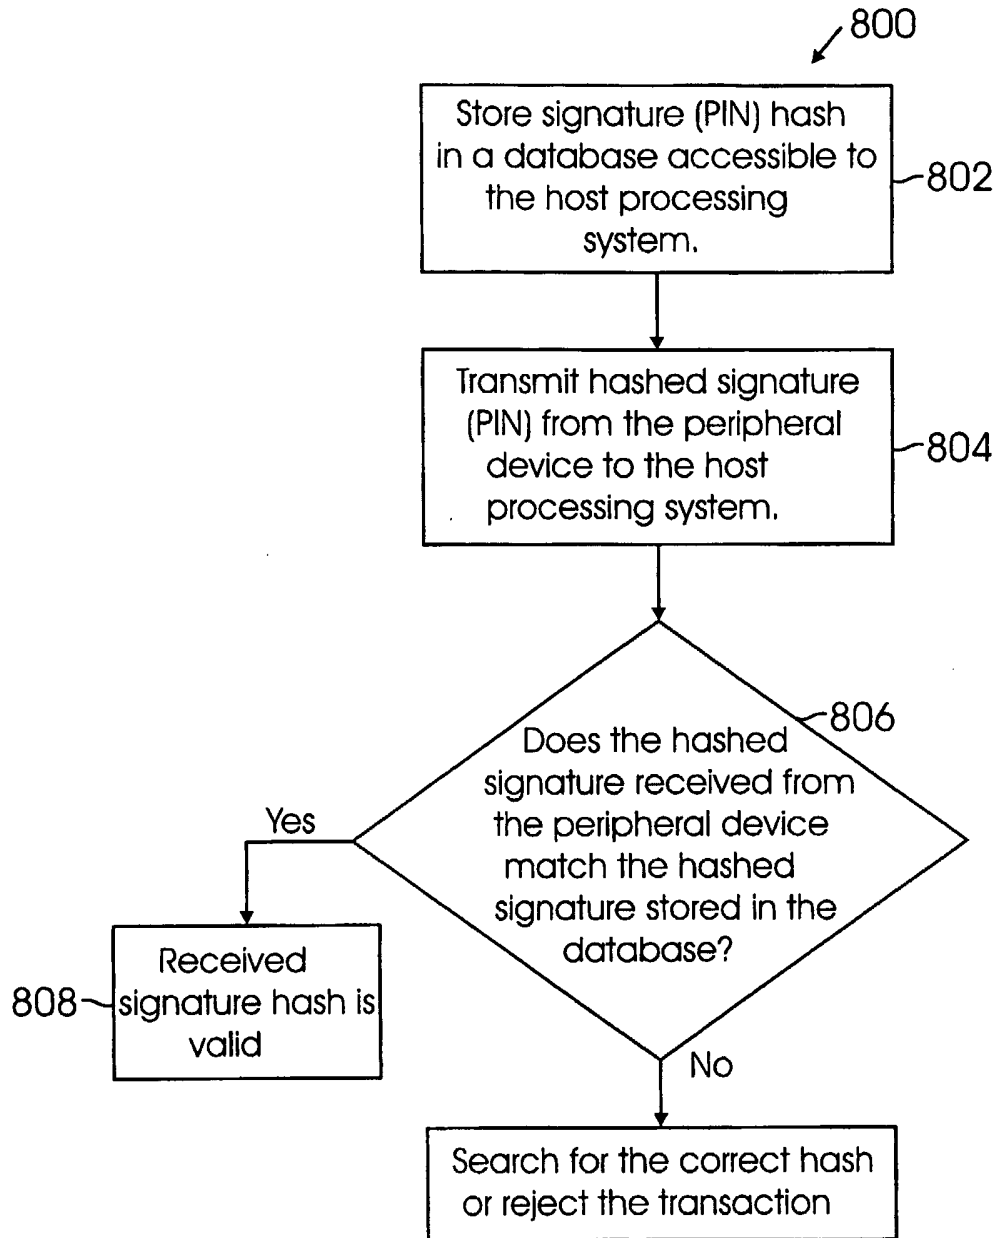 800
Store signature (PIN) hash
in a database accessible to
the host processing
system.
802
Transmit hashed signature
(PIN) from the peripheral
device to the host
processing system.
804
806
Does the hashed
signature received from
the peripheral device
match the hashed
signature stored in the
database?
Yes
Received
signature hash is
valid
808
No
Search for the correct hash
or reject the transaction